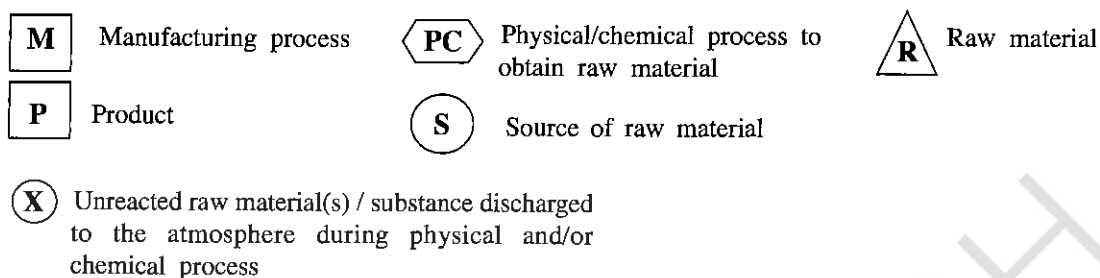 M Manufacturing process
PC Physical/chemical process to
obtain raw material
R Raw material
P Product
S Source of raw material
X Unreacted raw material(s) / substance discharged
to the atmosphere during physical and/or
chemical process